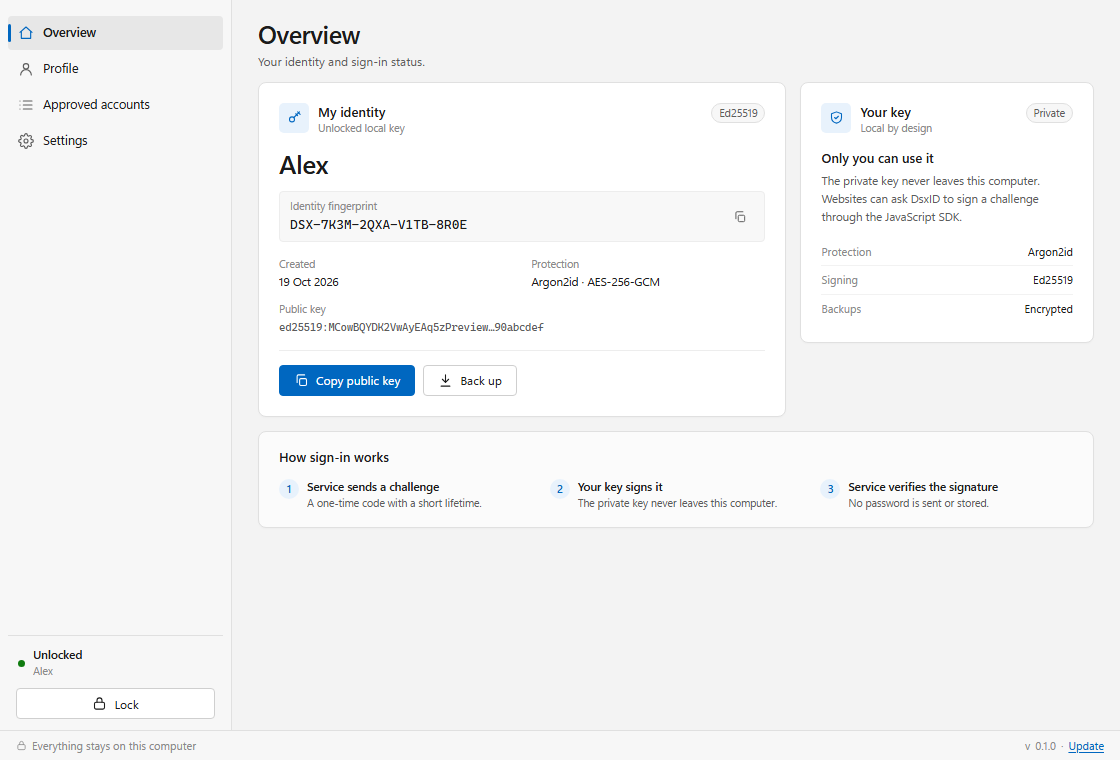 Overview
Profile
Approved accounts
Settings
Unlocked
Alex
Lock
Overview
Your identity and sign-in status.
My identity
Unlocked local key
Ed25519
Alex
Identity fingerprint
DSX-7K3M-2QXA-V1TB-8R0E
Created
19 Oct 2026
Protection
Argon2id · AES-256-GCM
Public key
ed25519:MCowBQYDK2VwAyEAq5zPreview…90abcdef
Copy public key
Back up
Your key
Local by design
Private
Only you can use it
The private key never leaves this computer.
Websites can ask DsxID to sign a challenge
through the JavaScript SDK.
Protection Argon2id
Signing Ed25519
Backups Encrypted
How sign-in works
1 Service sends a challenge
A one-time code with a short lifetime.
2 Your key signs it
The private key never leaves this computer.
3 Service verifies the signature
No password is sent or stored.
Everything stays on this computer
v 0.1.0 · Update